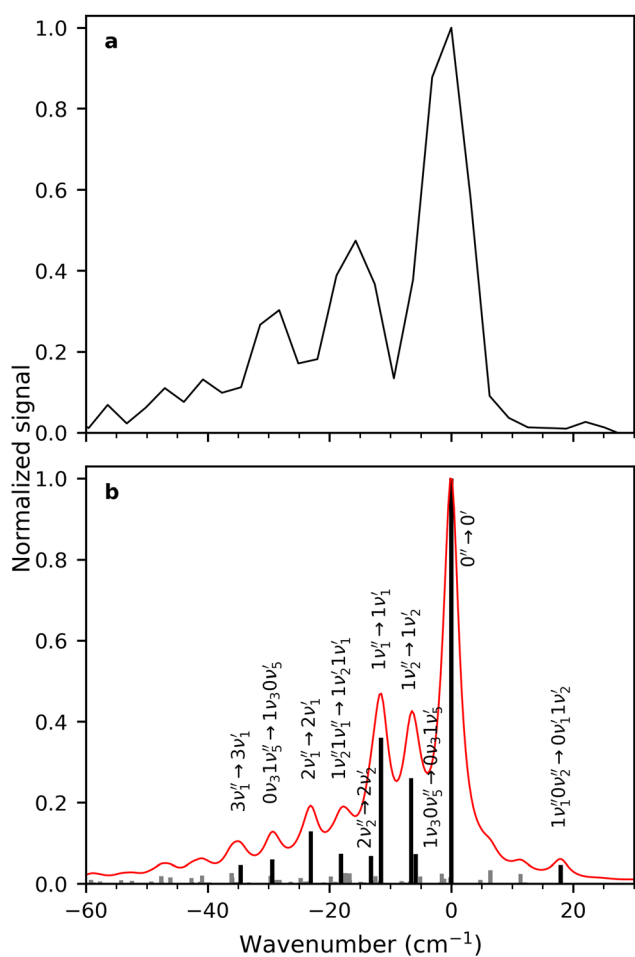 a
1.0
0.8
0.6
0.4
0.2
0.0
Normalized signal
b
1.0
0.8
0.6
0.4
0.2
0.0
3ν₁″→3ν₁′
0ν₃1ν₅″→1ν₃0ν₅′
2ν₁″→2ν₁′
1ν₂″1ν₁″→1ν₂′1ν₁′
2ν₂″→2ν₂′
1ν₁″→1ν₁′
1ν₂″→1ν₂′
1ν₃0ν₅″→0ν₃1ν₅′
0″→0′
1ν₁″0ν₂″→0ν₁′1ν₂′
−60 −40 −20 0 20
Wavenumber (cm⁻¹)